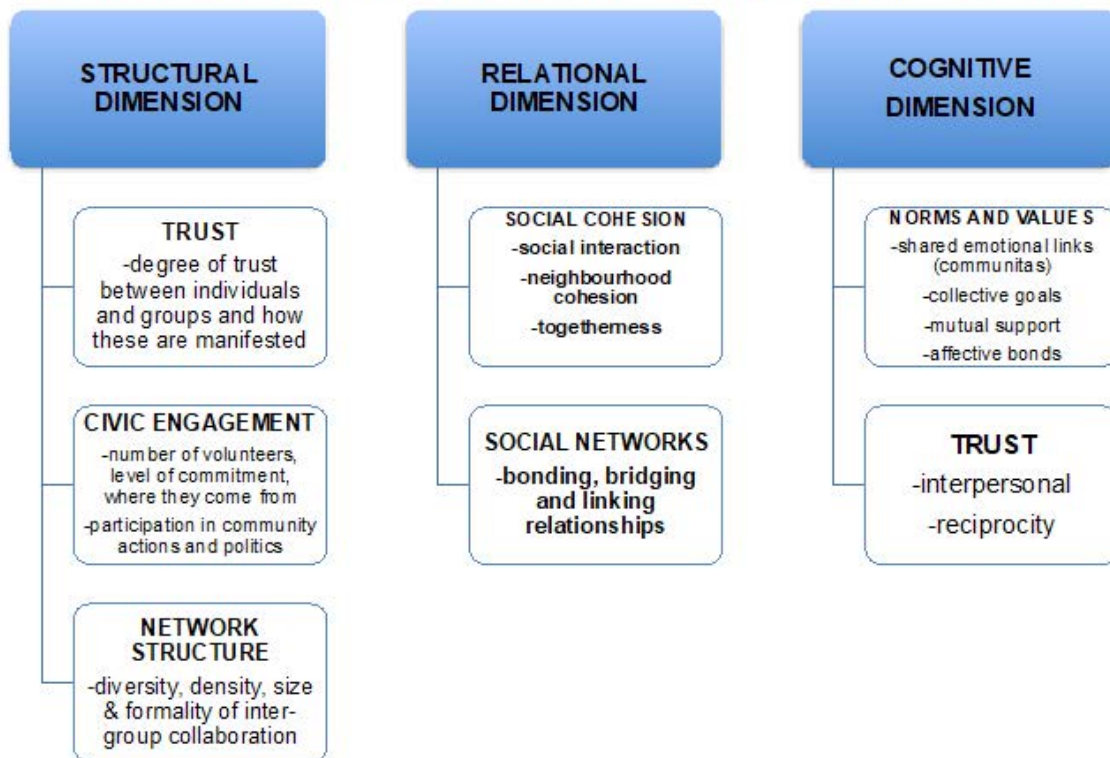 STRUCTURAL
DIMENSION
TRUST
-degree of trust
between individuals
and groups and how
these are manifested
CIVIC ENGAGEMENT
-number of volunteers,
level of commitment,
where they come from
-participation in community
actions and politics
NETWORK
STRUCTURE
-diversity, density, size
& formality of inter-
group collaboration
RELATIONAL
DIMENSION
SOCIAL COHESION
-social interaction
-neighbourhood
cohesion
-togetherness
SOCIAL NETWORKS
-bonding, bridging
and linking
relationships
COGNITIVE
DIMENSION
NORMS AND VALUES
-shared emotional links
(communitas)
-collective goals
-mutual support
-affective bonds
TRUST
-interpersonal
-reciprocity